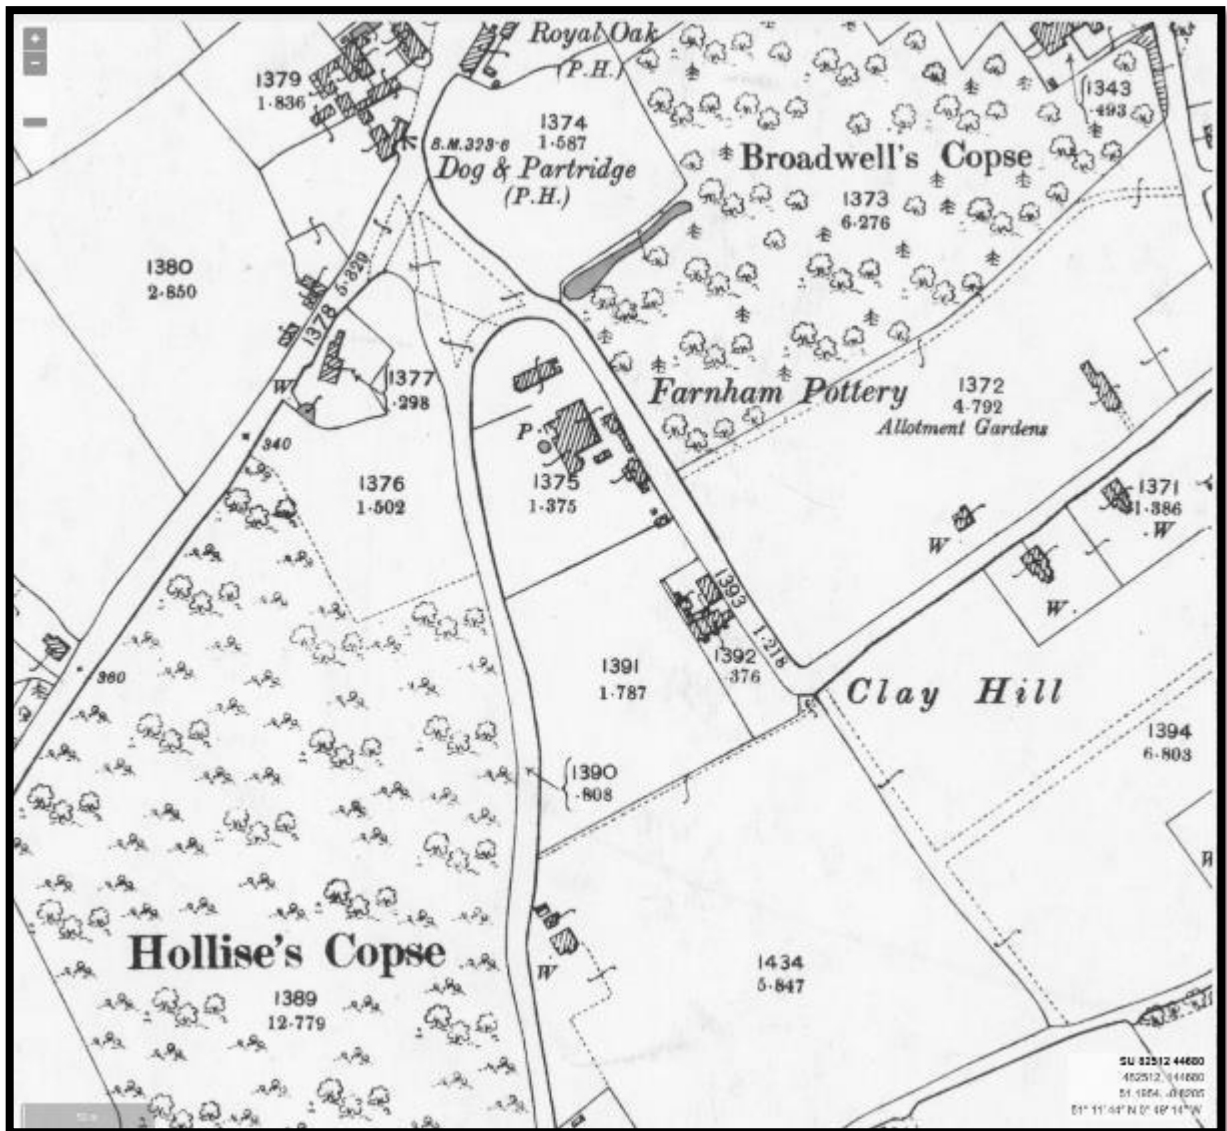 Royal Oak
(P.H.)
1379
1·836
1374
1·587
B.M.323·6
Dog & Partridge
(P.H.)
1343
·493
Broadwell's Copse
1373
6·276
1380
2·850
1378
5·829
W
1377
·298
Farnham Pottery
1372
4·792
Allotment Gardens
340
P
1376
1·502
1375
1·375
1371
1·386
W
W
W
1393
1·218
1392
·376
1391
1·787
360
Clay Hill
1394
6·803
1390
·808
Hollise's Copse
1389
12·779
W
1434
5·847
SU 82512 44680